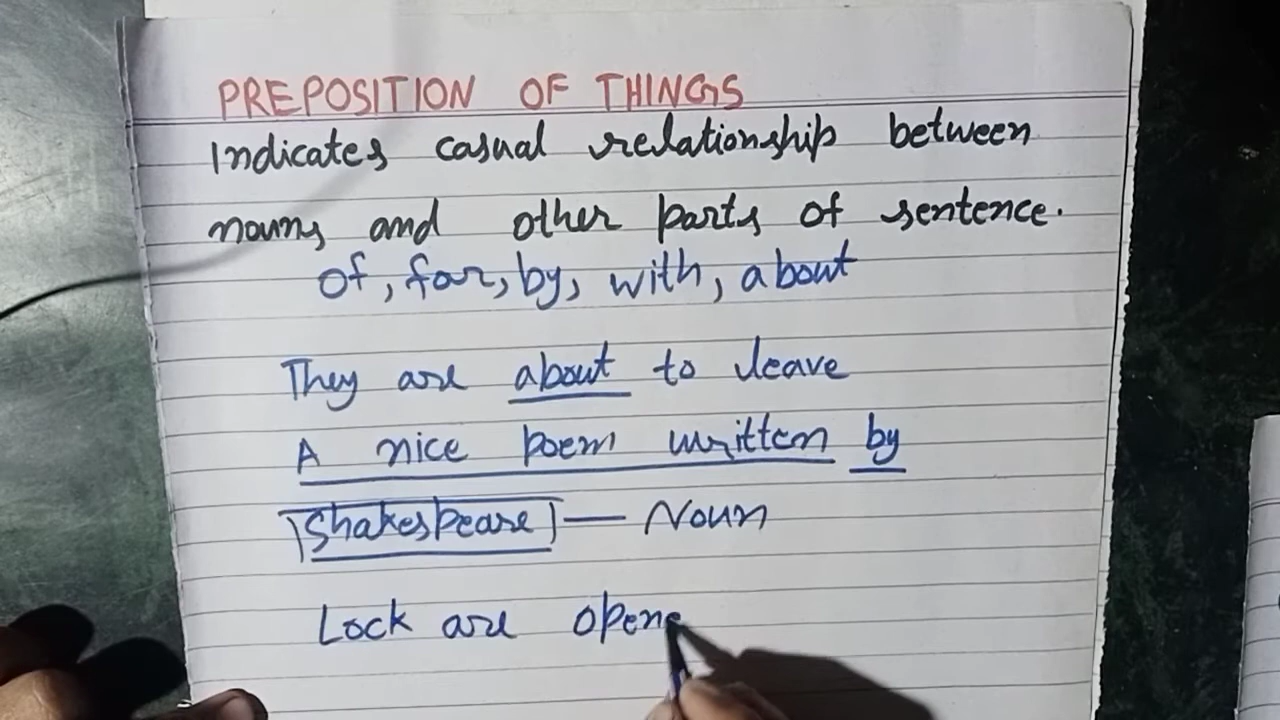 PREPOSITION OF THINGS
Indicates casual relationship between
nouns and other parts of sentence.
of, for, by, with, about
They are about to leave
A nice poem written by
Shakespeare — Noun
Lock are opene